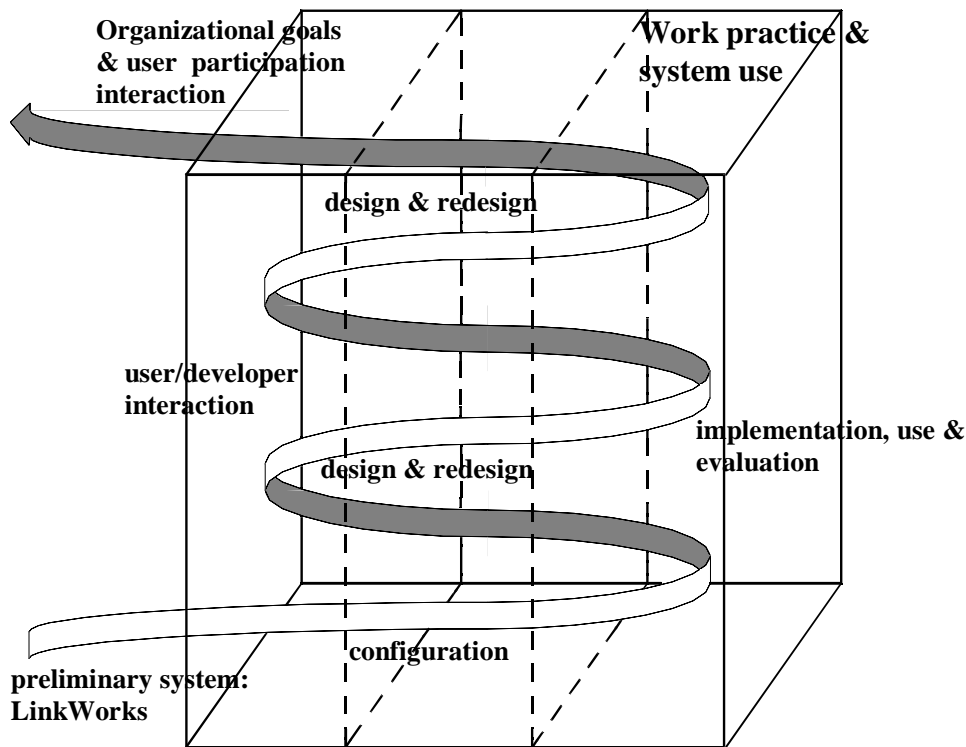 Organizational goals
& user participation
interaction
Work practice &
system use
design & redesign
user/developer
interaction
implementation, use &
evaluation
design & redesign
configuration
preliminary system:
LinkWorks